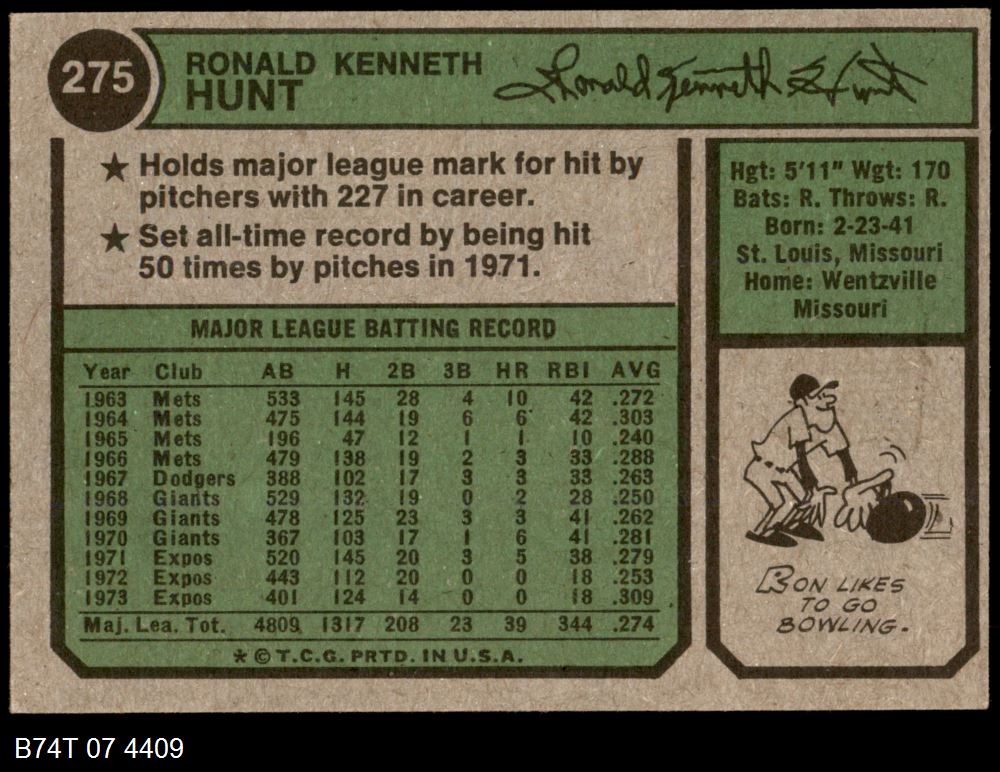 275
RONALD KENNETH
HUNT
Ronald Kenneth Hunt
★ Holds major league mark for hit by
pitchers with 227 in career.
★ Set all-time record by being hit
50 times by pitches in 1971.
Hgt: 5'11" Wgt: 170
Bats: R. Throws: R.
Born: 2-23-41
St. Louis, Missouri
Home: Wentzville
Missouri
MAJOR LEAGUE BATTING RECORD
Year Club AB H 2B 3B HR RBI AVG
1963 Mets 533 145 28 4 10 42 .272
1964 Mets 475 144 19 6 6 42 .303
1965 Mets 196 47 12 1 1 10 .240
1966 Mets 479 138 19 2 3 33 .288
1967 Dodgers 388 102 17 3 3 33 .263
1968 Giants 529 132 19 0 2 28 .250
1969 Giants 478 125 23 3 3 41 .262
1970 Giants 367 103 17 1 6 41 .281
1971 Expos 520 145 20 3 5 38 .279
1972 Expos 443 112 20 0 0 18 .253
1973 Expos 401 124 14 0 0 18 .309
Maj. Lea. Tot. 4809 1317 208 23 39 344 .274
* © T.C.G. PRTD. IN U.S.A.
RON LIKES
TO GO
BOWLING.
B74T 07 4409